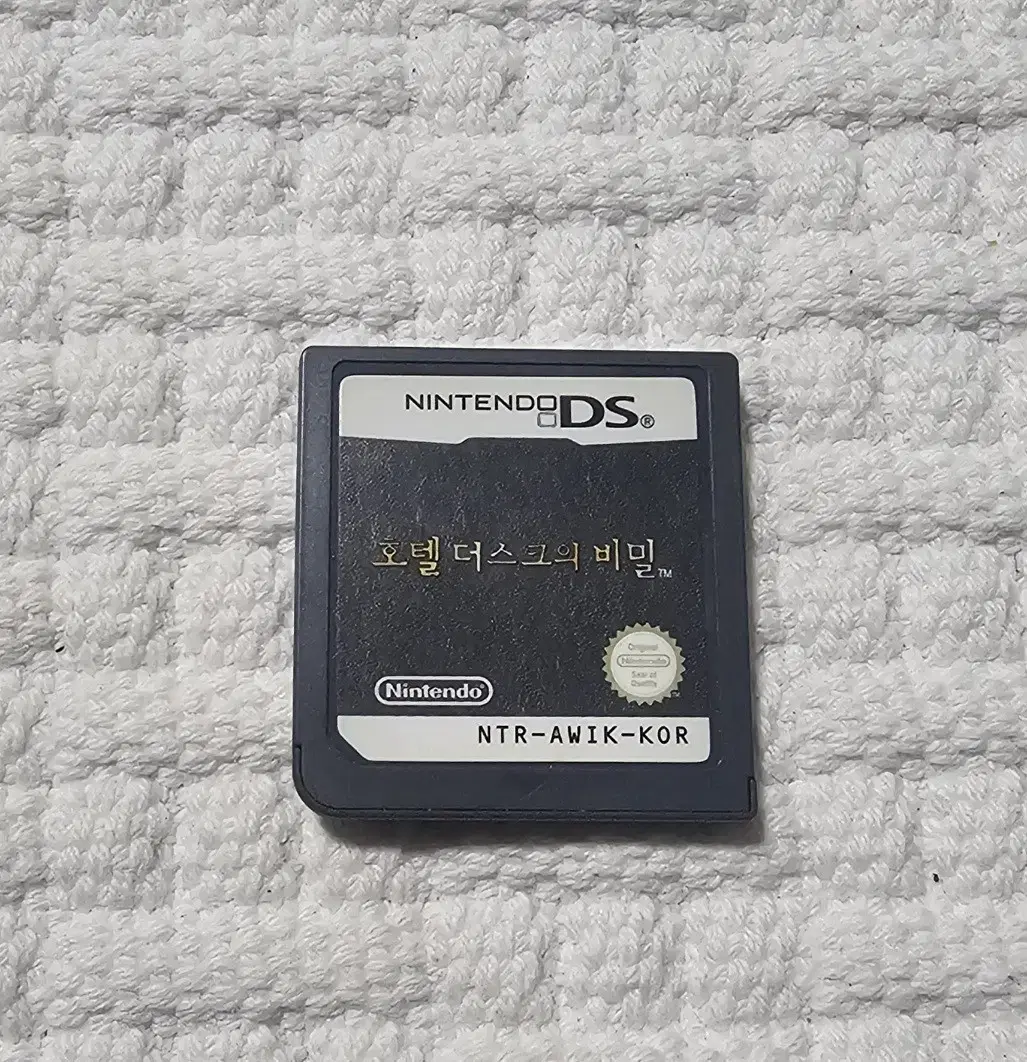 NINTENDO DS®
호텔 더스크의 비밀™
Original
Nintendo
Seal of
Quality
Nintendo®
NTR-AWIK-KOR